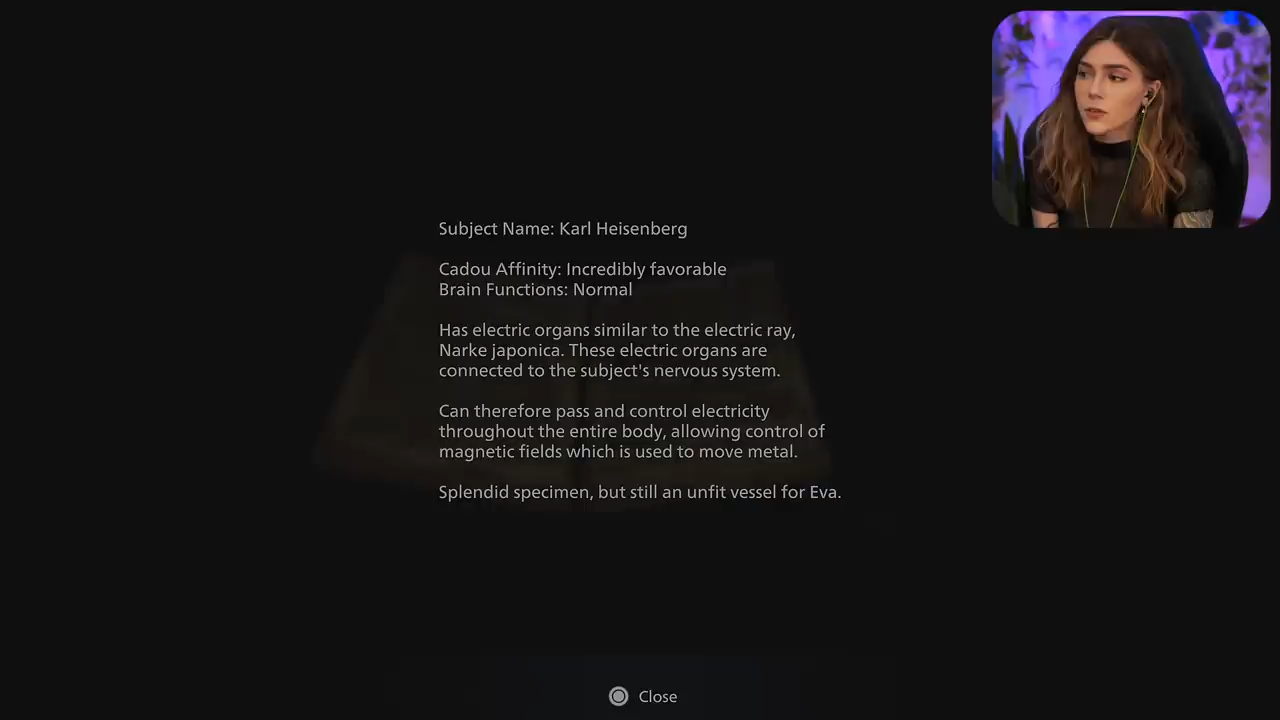 Subject Name: Karl Heisenberg
Cadou Affinity: Incredibly favorable
Brain Functions: Normal
Has electric organs similar to the electric ray,
Narke japonica. These electric organs are
connected to the subject's nervous system.
Can therefore pass and control electricity
throughout the entire body, allowing control of
magnetic fields which is used to move metal.
Splendid specimen, but still an unfit vessel for Eva.
Close